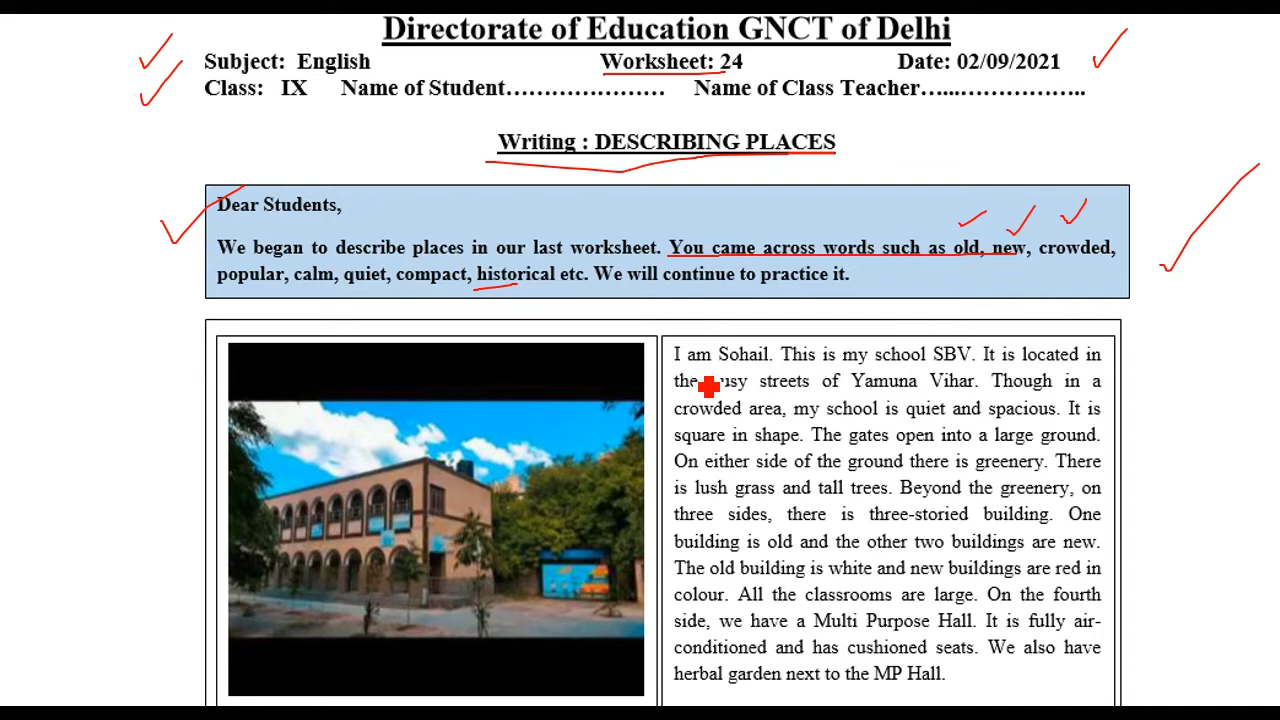 Directorate of Education GNCT of Delhi
Subject: English Worksheet: 24 Date: 02/09/2021
Class: IX Name of Student………………… Name of Class Teacher…...……………..
Writing : DESCRIBING PLACES
Dear Students,
We began to describe places in our last worksheet. You came across words such as old, new, crowded,
popular, calm, quiet, compact, historical etc. We will continue to practice it.
I am Sohail. This is my school SBV. It is located in
the streets of Yamuna Vihar. Though in a
crowded area, my school is quiet and spacious. It is
square in shape. The gates open into a large ground.
On either side of the ground there is greenery. There
is lush grass and tall trees. Beyond the greenery, on
three sides, there is three-storied building. One
building is old and the other two buildings are new.
The old building is white and new buildings are red in
colour. All the classrooms are large. On the fourth
side, we have a Multi Purpose Hall. It is fully air-
conditioned and has cushioned seats. We also have
herbal garden next to the MP Hall.